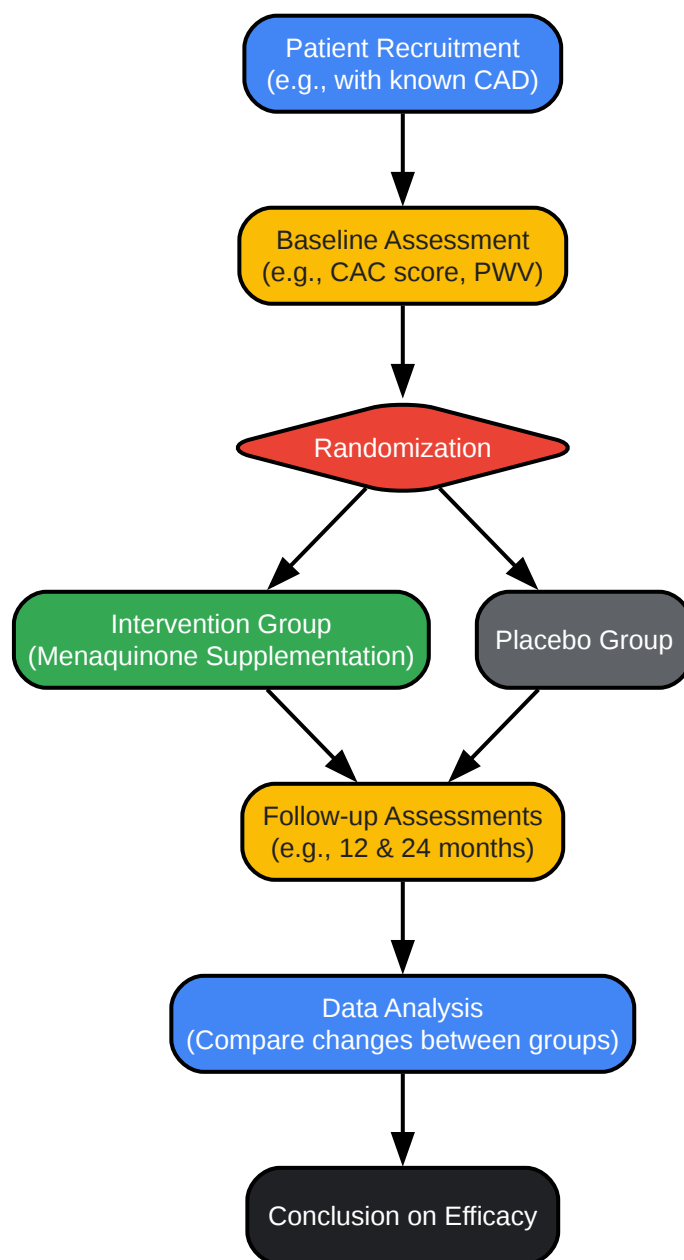 Patient Recruitment
(e.g., with known CAD)
Baseline Assessment
(e.g., CAC score, PWV)
Randomization
Intervention Group
(Menaquinone Supplementation)
Placebo Group
Follow-up Assessments
(e.g., 12 & 24 months)
Data Analysis
(Compare changes between groups)
Conclusion on Efficacy